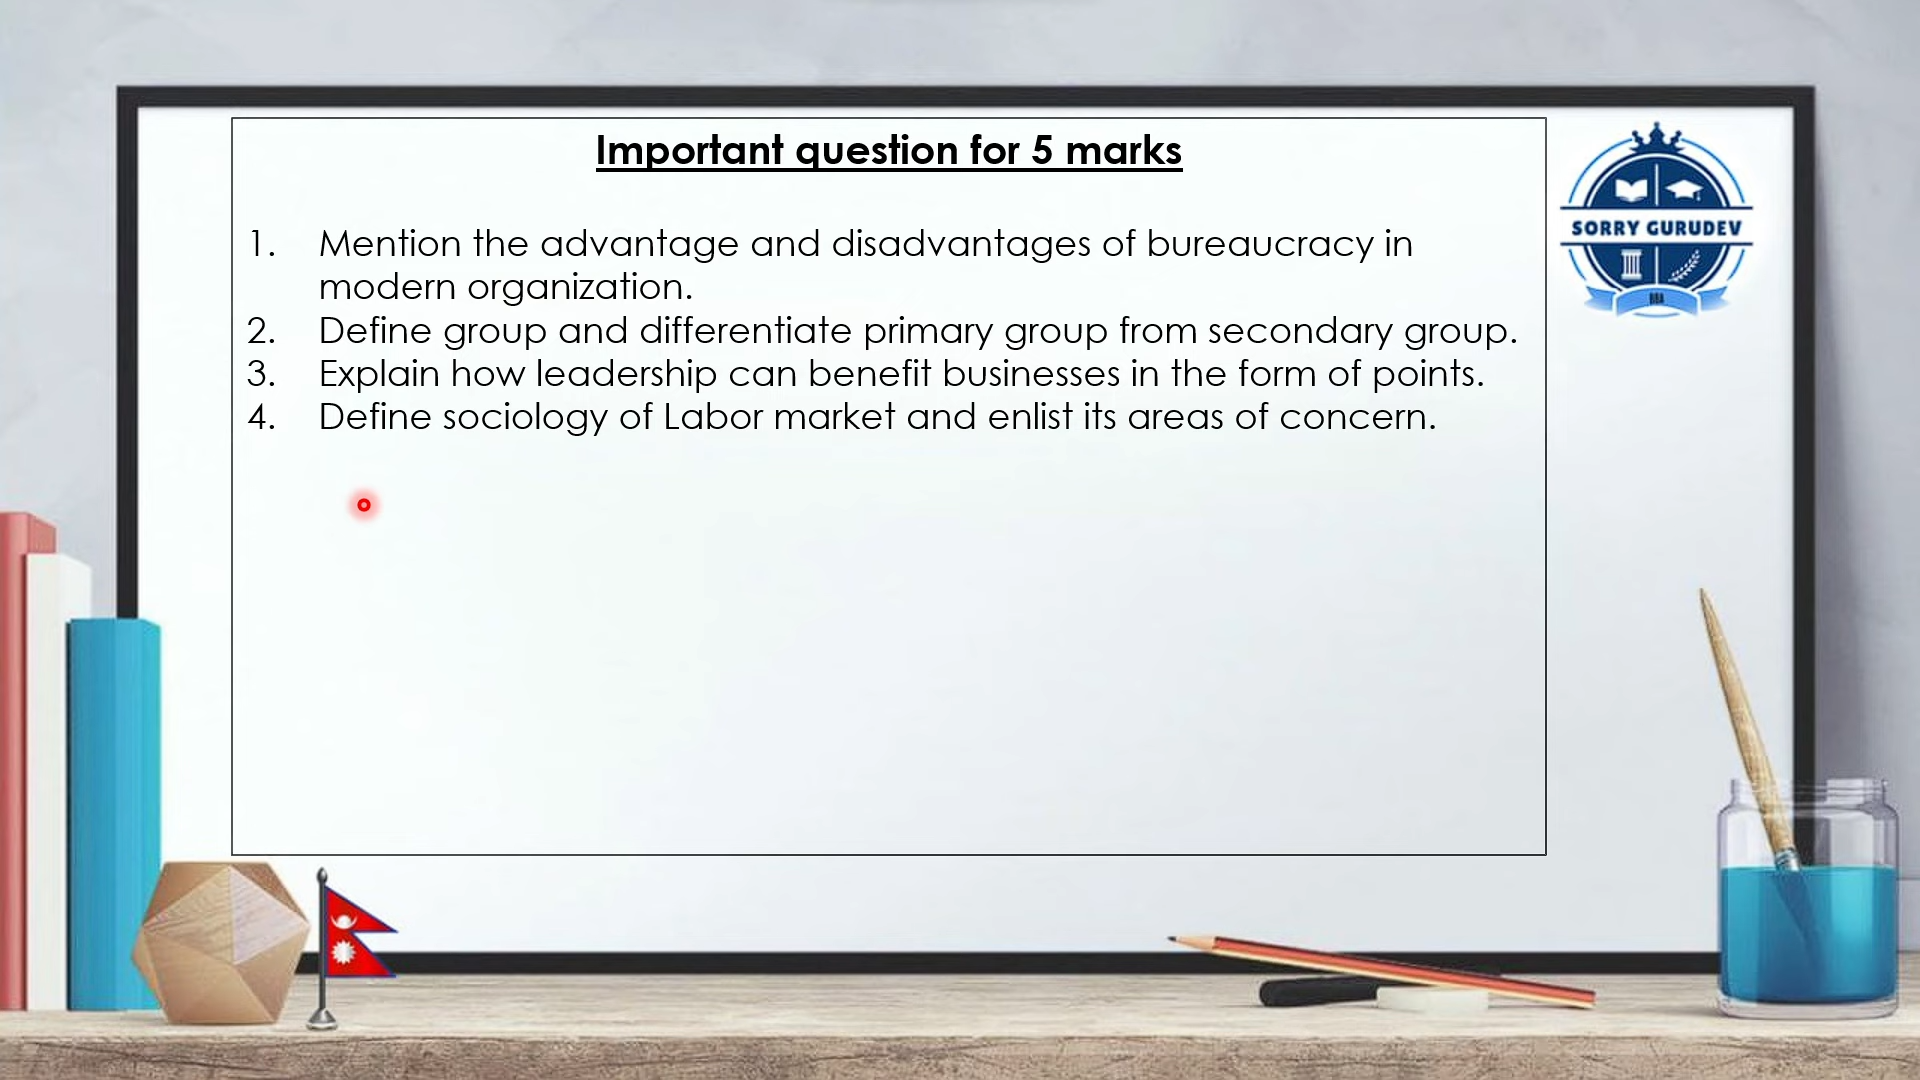 Important question for 5 marks
1. Mention the advantage and disadvantages of bureaucracy in
modern organization.
2. Define group and differentiate primary group from secondary group.
3. Explain how leadership can benefit businesses in the form of points.
4. Define sociology of Labor market and enlist its areas of concern.
SORRY GURUDEV
BBA